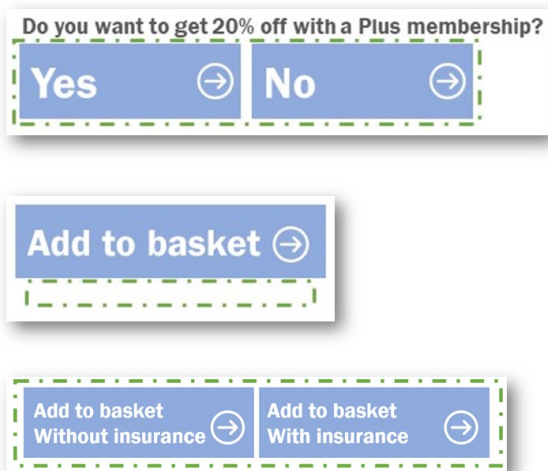 Do you want to get 20% off with a Plus membership?
Yes No
Add to basket
Add to basket Add to basket
Without insurance With insurance